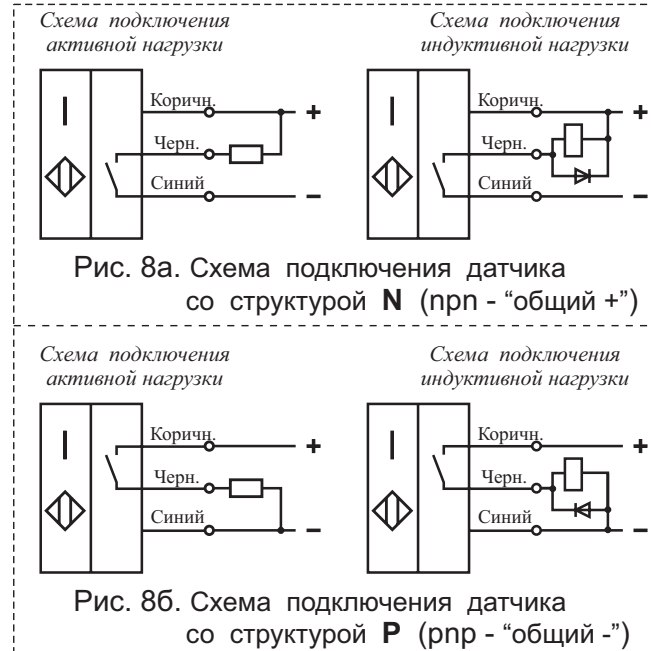 Схема подключения
активной нагрузки
Схема подключения
индуктивной нагрузки
Коричн.
+
Черн.
Синий
–
Коричн.
+
Черн.
Синий
–
Рис. 8а. Схема подключения датчика
со структурой N (npn - “общий +”)
Схема подключения
активной нагрузки
Схема подключения
индуктивной нагрузки
Коричн.
+
Черн.
Синий
–
Коричн.
+
Черн.
Синий
–
Рис. 8б. Схема подключения датчика
со структурой P (pnp - “общий -”)